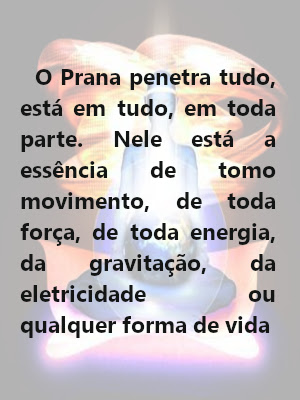 O Prana penetra tudo,
está em tudo, em toda
parte. Nele está a
essência de tomo
movimento, de toda
força, de toda energia,
da gravitação, da
eletricidade ou
qualquer forma de vida